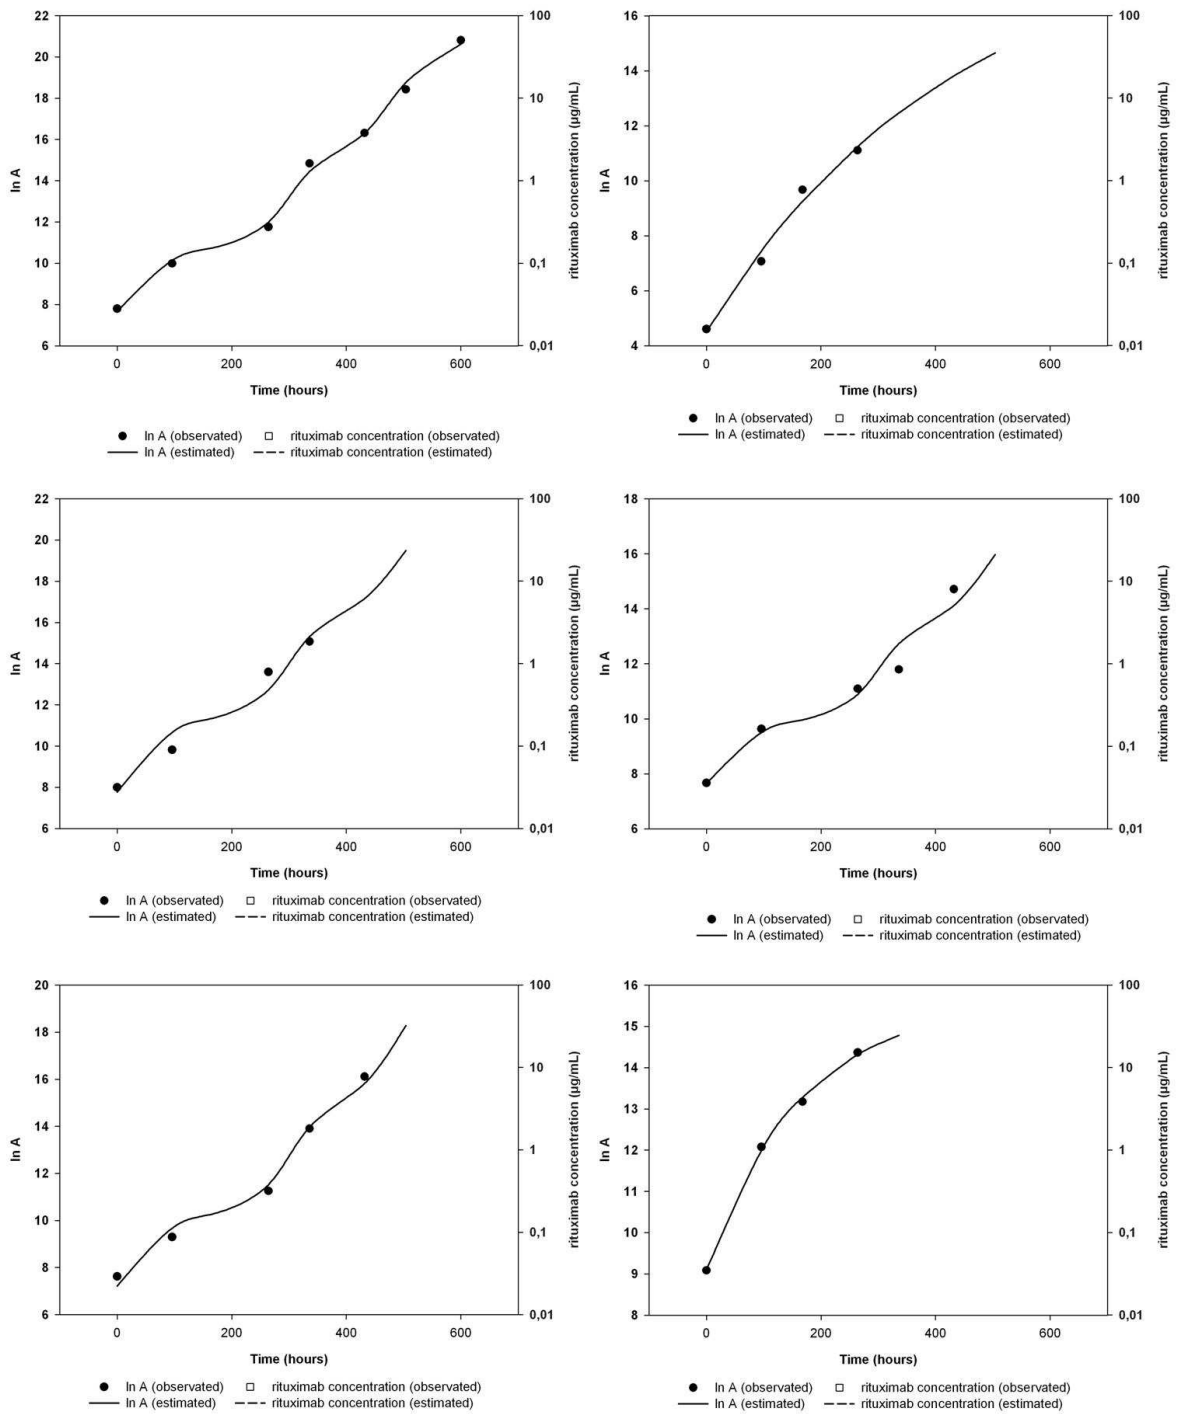 22
20
18
16
14
12
10
8
6
ln A
100
10
1
0,1
0,01
rituximab concentration (µg/mL)
0 200 400 600
Time (hours)
ln A (observated) rituximab concentration (observated)
ln A (estimated) rituximab concentration (estimated)
16
14
12
10
8
6
4
ln A
100
10
1
0,1
0,01
rituximab concentration (µg/mL)
0 200 400 600
Time (hours)
ln A (observated) rituximab concentration (observated)
ln A (estimated) rituximab concentration (estimated)
22
20
18
16
14
12
10
8
6
ln A
100
10
1
0,1
0,01
rituximab concentration (µg/mL)
0 200 400 600
Time (hours)
ln A (observated) rituximab concentration (observated)
ln A (estimated) rituximab concentration (estimated)
18
16
14
12
10
8
6
ln A
100
10
1
0,1
0,01
rituximab concentration (µg/mL)
0 200 400 600
Time (hours)
ln A (observated) rituximab concentration (observated)
ln A (estimated) rituximab concentration (estimated)
20
18
16
14
12
10
8
6
ln A
100
10
1
0,1
0,01
rituximab concentration (µg/mL)
0 200 400 600
Time (hours)
ln A (observated) rituximab concentration (observated)
ln A (estimated) rituximab concentration (estimated)
16
15
14
13
12
11
10
9
8
ln A
100
10
1
0,1
0,01
rituximab concentration (µg/mL)
0 200 400 600
Time (hours)
ln A (observated) rituximab concentration (observated)
ln A (estimated) rituximab concentration (estimated)